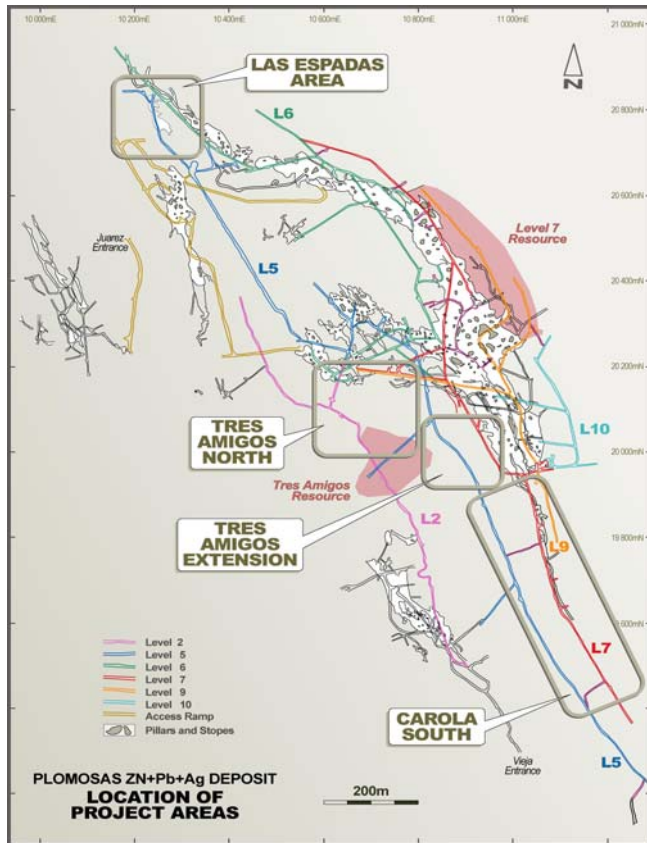 10 000mE
10 200mE
10 400mE
10 600mE
10 800mE
11 000mE
21 000mN
LAS ESPADAS
AREA
N
L6
20 800mN
20 600mN
Juarez
Entrance
Level 7
Resource
L5
20 400mN
20 200mN
TRES
AMIGOS
NORTH
L10
20 000mN
Tres Amigos
Resource
TRES
AMIGOS
EXTENSION
L2
L9
19 800mN
19 600mN
Level 2
Level 5
Level 6
Level 7
Level 9
Level 10
Access Ramp
Pillars and Stopes
L7
CAROLA
SOUTH
Vieja
Entrance
L5
PLOMOSAS ZN+Pb+Ag DEPOSIT
LOCATION OF
PROJECT AREAS
200m